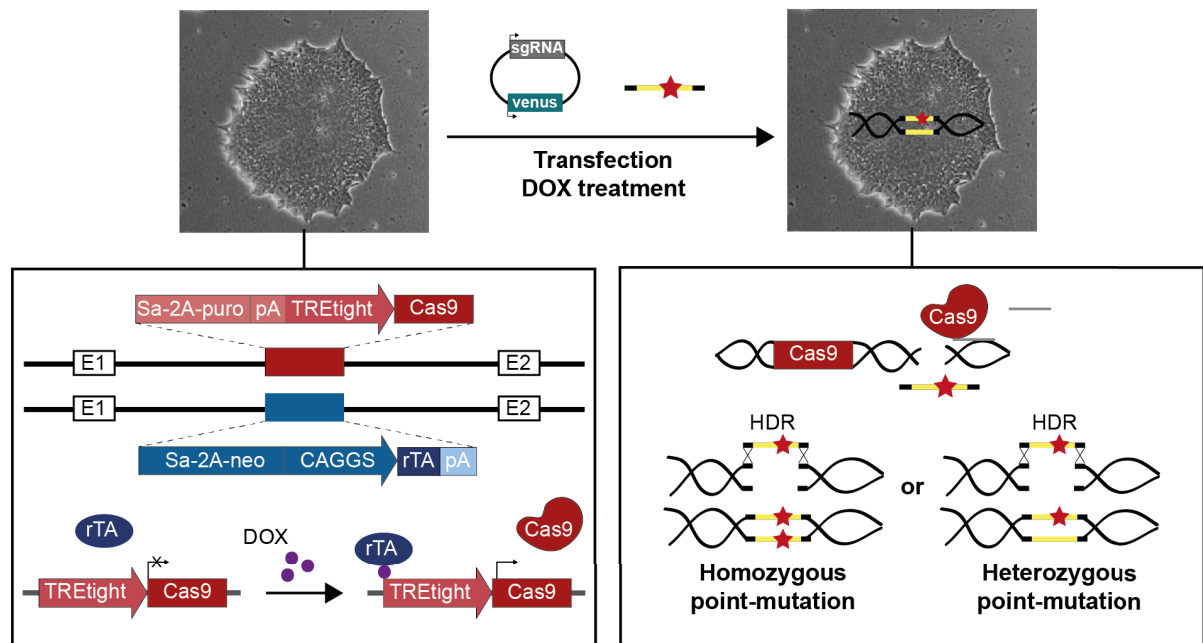 sgRNA
venus
Transfection
DOX treatment
Sa-2A-puro pA TREtight Cas9
E1 E2
E1 E2
Sa-2A-neo CAGGS rTA pA
rTA DOX rTA Cas9
TREtight Cas9 TREtight Cas9
Cas9
Cas9
HDR HDR
or
Homozygous
point-mutation
Heterozygous
point-mutation